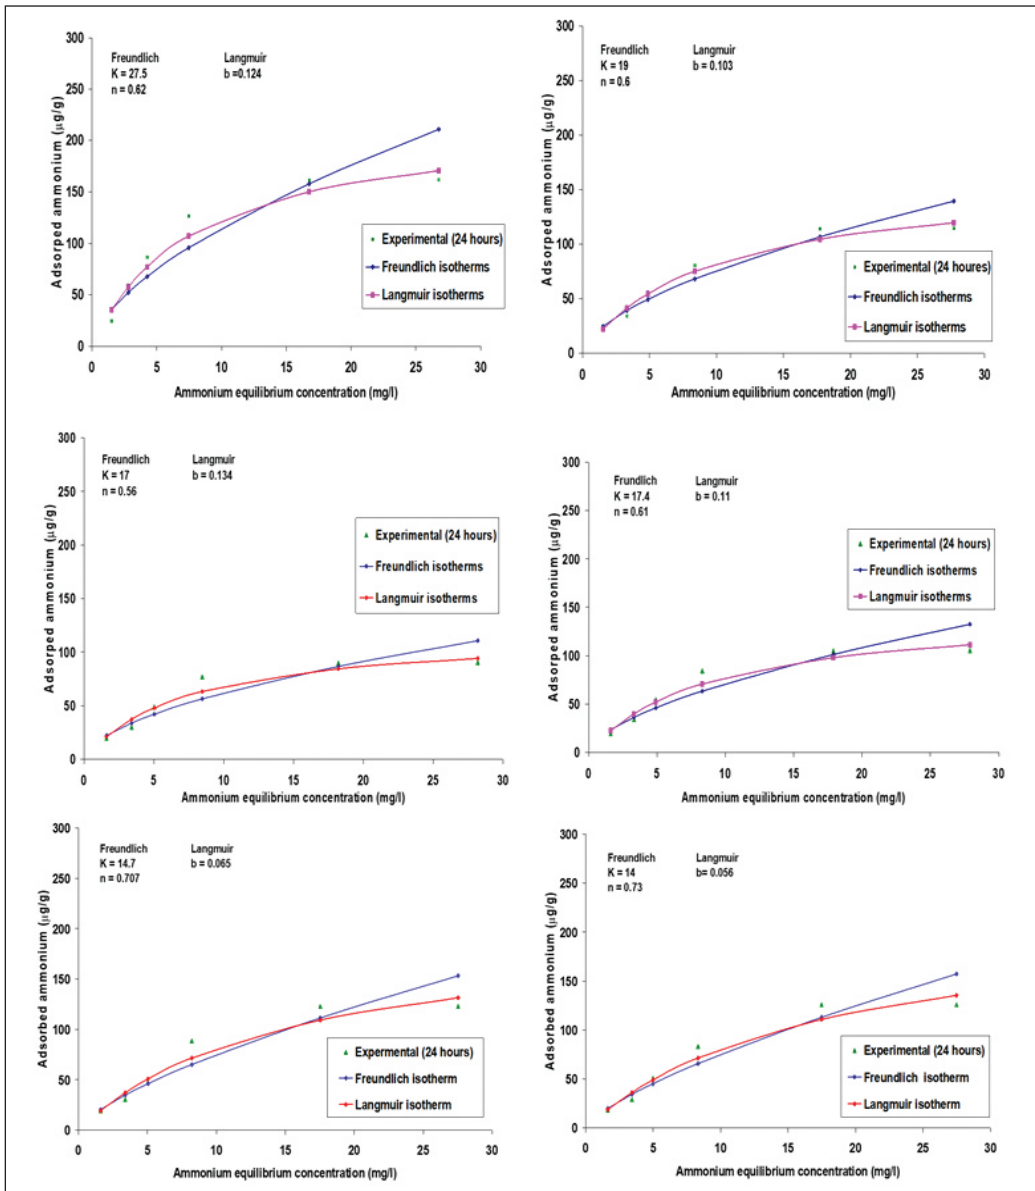 300
250
200
150
100
50
0
Adsorped ammonium (µg/g)
Freundlich Langmuir
K = 27.5 b =0.124
n = 0.62
Experimental (24 hours)
Freundlich isotherms
Langmuir isotherms
0 5 10 15 20 25 30
Ammonium equilibrium concentration (mg/l)
300
250
200
150
100
50
0
Adsorped ammonium (µg/g)
Freundlich Langmuir
K = 19 b = 0.103
n = 0.6
Experimental (24 houres)
Freundlich isotherms
Langmuir isotherms
0 5 10 15 20 25 30
Ammonium equilibrium concentration (mg/l)
300
250
200
150
100
50
0
Adsorped ammonium (µg/g)
Freundlich Langmuir
K = 17 b = 0.134
n = 0.56
Experimental (24 hours)
Freundlich isotherms
Langmuir isotherms
0 5 10 15 20 25 30
Ammonium equilibrium concentration (mg/l)
300
250
200
150
100
50
0
Adsorped ammonium (µg/g)
Frundlich Langmuir
K = 17.4 b = 0.11
n = 0.61
Experimental (24 hours)
Freundlich isotherms
Langmuir isotherms
0 5 10 15 20 25 30
Ammonium equilibrium concentration (mg/l)
300
250
200
150
100
50
0
Adsorbed ammonium (µg/g)
Freundlich Langmuir
K = 14.7 b = 0.065
n = 0.707
Expermental (24 hours)
Freundlich isotherm
Langmuir isotherm
0 5 10 15 20 25 30
Ammonium equilibrium concentration (mg/l)
300
250
200
150
100
50
0
Adsorbed ammonium (µg/g)
Freundlich Langmuir
K = 14 b= 0.056
n = 0.73
Experimental (24 hours)
Freundlich isotherm
Langmuir isotherm
0 5 10 15 20 25 30
Ammonium equilibrium concentration (mg/l)